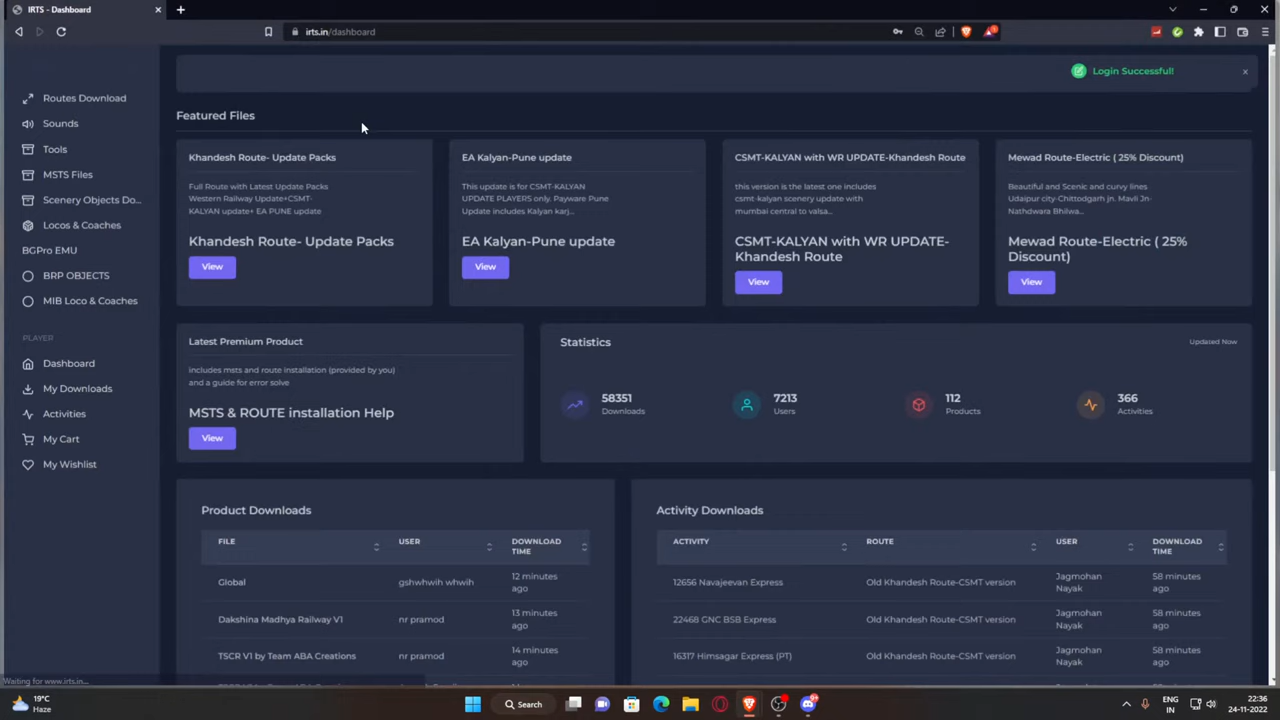 IRTS - Dashboard
irts.in/dashboard
Login Successful!
Routes Download
Sounds
Tools
MSTS Files
Scenery Objects Do...
Locos & Coaches
BGPro EMU
BRP OBJECTS
MIB Loco & Coaches
PLAYER
Dashboard
My Downloads
Activities
My Cart
My Wishlist
Featured Files
Khandesh Route- Update Packs
Full Route with Latest Update Packs
Western Railway Update+CSMT-
KALYAN update+ EA PUNE update
Khandesh Route- Update Packs
View
EA Kalyan-Pune update
This update is for CSMT-KALYAN
UPDATE PLAYERS only. Payware Pune
Update includes Kalyan karj...
EA Kalyan-Pune update
View
CSMT-KALYAN with WR UPDATE-Khandesh Route
this version is the latest one includes
csmt-kalyan scenery update with
mumbai central to valsa...
CSMT-KALYAN with WR UPDATE-
Khandesh Route
View
Mewad Route-Electric ( 25% Discount)
Beautiful and Scenic and curvy lines
Udaipur city-Chittodgarh jn. Mavli Jn-
Nathdwara Bhilwa...
Mewad Route-Electric ( 25%
Discount)
View
Latest Premium Product
includes msts and route installation (provided by you)
and a guide for error solve
MSTS & ROUTE installation Help
View
Statistics
Updated Now
58351
Downloads
7213
Users
112
Products
366
Activities
Product Downloads
FILE USER DOWNLOAD
TIME
Global gshwhwih whwih 12 minutes
ago
Dakshina Madhya Railway V1 nr pramod 13 minutes
ago
TSCR V1 by Team ABA Creations nr pramod 14 minutes
ago
Activity Downloads
ACTIVITY ROUTE USER DOWNLOAD
TIME
12656 Navajeevan Express Old Khandesh Route-CSMT version Jagmohan
Nayak 58 minutes
ago
22468 GNC BSB Express Old Khandesh Route-CSMT version Jagmohan
Nayak 58 minutes
ago
16317 Himsagar Express (PT) Old Khandesh Route-CSMT version Jagmohan
Nayak 58 minutes
ago
Waiting for www.irts.in...
19°C
Haze
Search
ENG
IN
22:36
24-11-2022